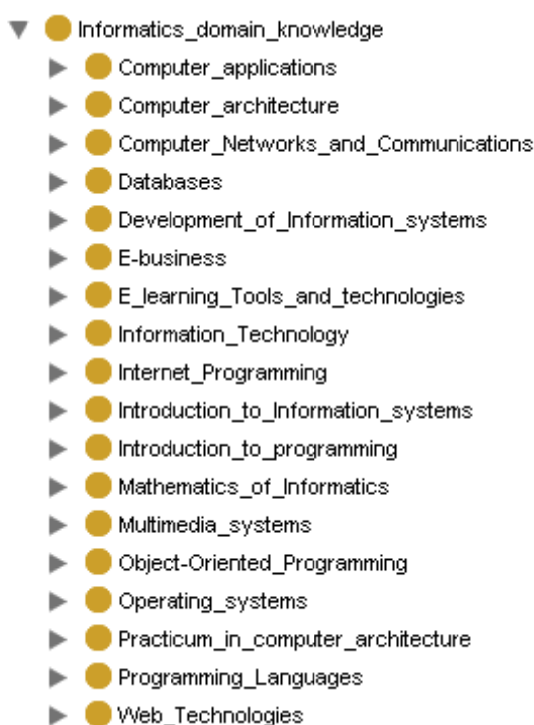 Informatics_domain_knowledge
Computer_applications
Computer_architecture
Computer_Networks_and_Communications
Databases
Development_of_Information_systems
E-business
E_learning_Tools_and_technologies
Information_Technology
Internet_Programming
Introduction_to_Information_systems
Introduction_to_programming
Mathematics_of_Informatics
Multimedia_systems
Object-Oriented_Programming
Operating_systems
Practicum_in_computer_architecture
Programming_Languages
Web_Technologies